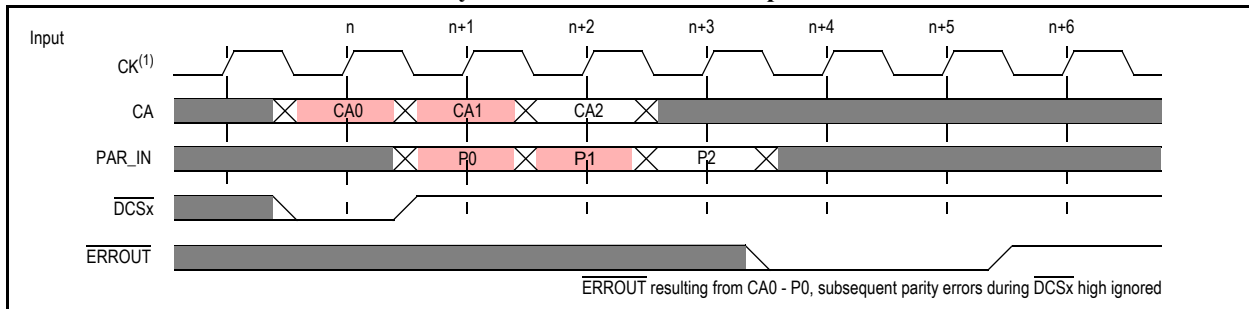 Input
n n+1 n+2 n+3 n+4 n+5 n+6
CK(1)
CA CA0 CA1 CA2
PAR_IN P0 P1 P2
DCSx
ERROUT
ERROUT resulting from CA0 - P0, subsequent parity errors during DCSx high ignored